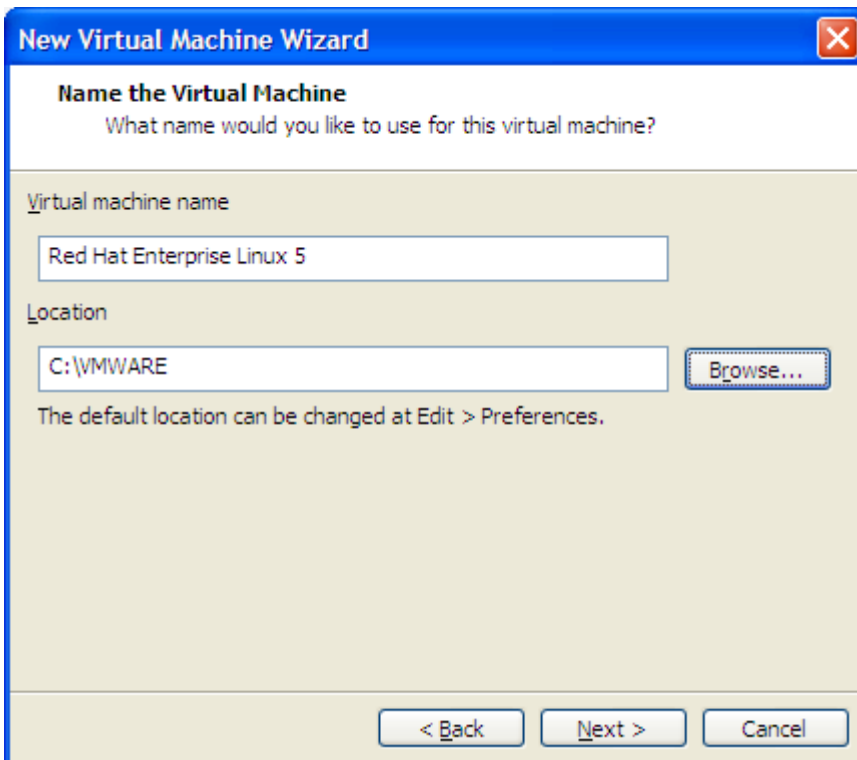 New Virtual Machine Wizard
Name the Virtual Machine
What name would you like to use for this virtual machine?
Virtual machine name
Red Hat Enterprise Linux 5
Location
C:\VMWARE
Browse...
The default location can be changed at Edit > Preferences.
< Back Next > Cancel